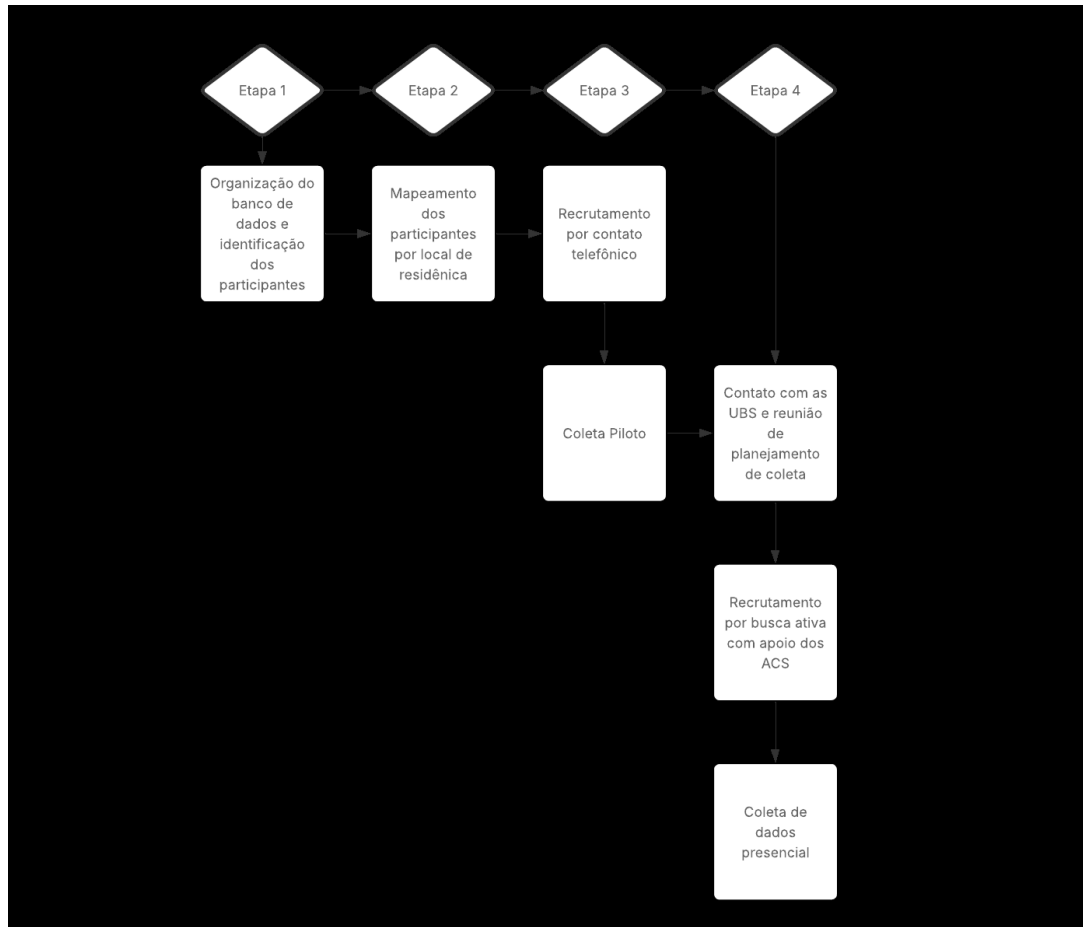 Etapa 1
Etapa 2
Etapa 3
Etapa 4
Organização do
banco de
dados e
identificação
dos
participantes
Mapeamento
dos
participantes
por local de
residênica
Recrutamento
por contato
telefônico
Coleta Piloto
Contato com as
UBS e reunião
de
planejamento
de coleta
Recrutamento
por busca ativa
com apoio dos
ACS
Coleta de
dados
presencial